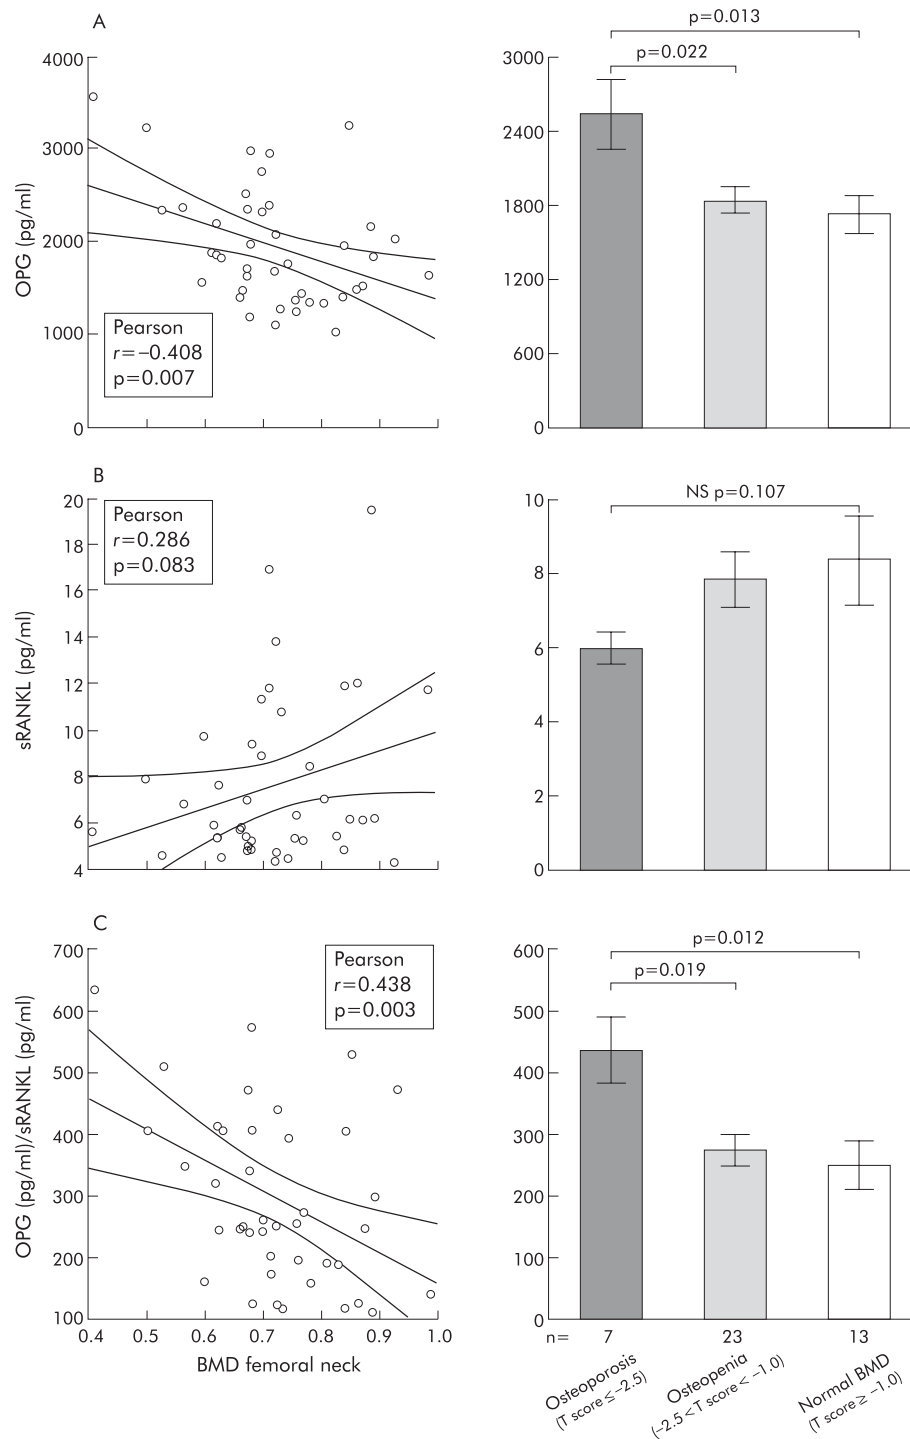 A
4000
3000
2000
1000
0
OPG (pg/ml)
Pearson
r=–0.408
p=0.007
p=0.013
p=0.022
3000
2400
1800
1200
600
0
B
20
18
16
14
12
10
8
6
4
sRANKL (pg/ml)
Pearson
r=0.286
p=0.083
NS p=0.107
10
8
6
4
2
0
C
700
600
500
400
300
200
100
OPG (pg/ml)/sRANKL (pg/ml)
Pearson
r=0.438
p=0.003
0.4 0.5 0.6 0.7 0.8 0.9 1.0
BMD femoral neck
p=0.012
p=0.019
600
500
400
300
200
100
0
n= 7 23 13
Osteoporosis
(T score ≤ –2.5)
Osteopenia
(–2.5 < T score < –1.0)
Normal BMD
(T score ≥ –1.0)